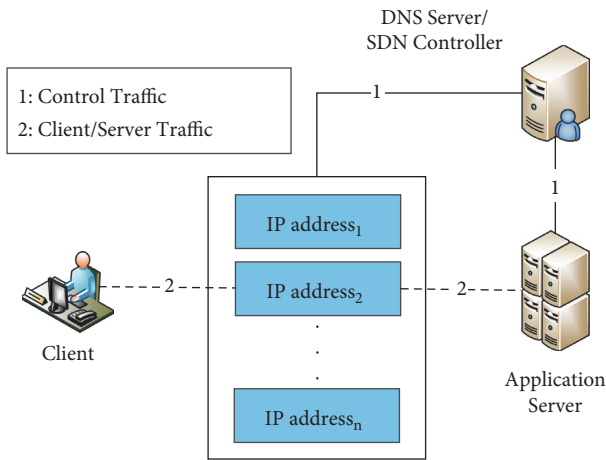 DNS Server/
SDN Controller
1: Control Traffic
2: Client/Server Traffic
1
1
IP address₁
2
IP address₂
2
.
.
.
IP addressₙ
Client
Application
Server